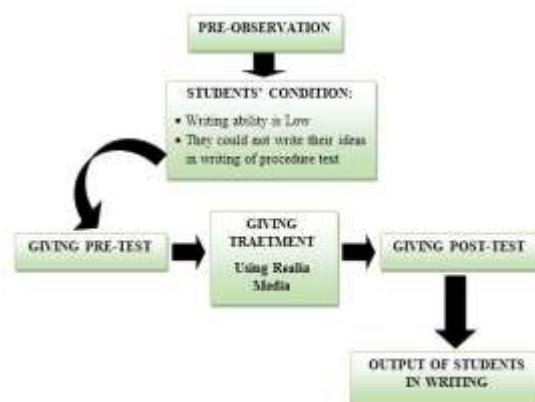 PRE-OBSERVATION
STUDENTS' CONDITION:
• Writing ability is Low
• They could not write their ideas
in writing of procedure text
GIVING PRE-TEST
GIVING
TRAETMENT
Using Realia
Media
GIVING POST-TEST
OUTPUT OF STUDENTS
IN WRITING